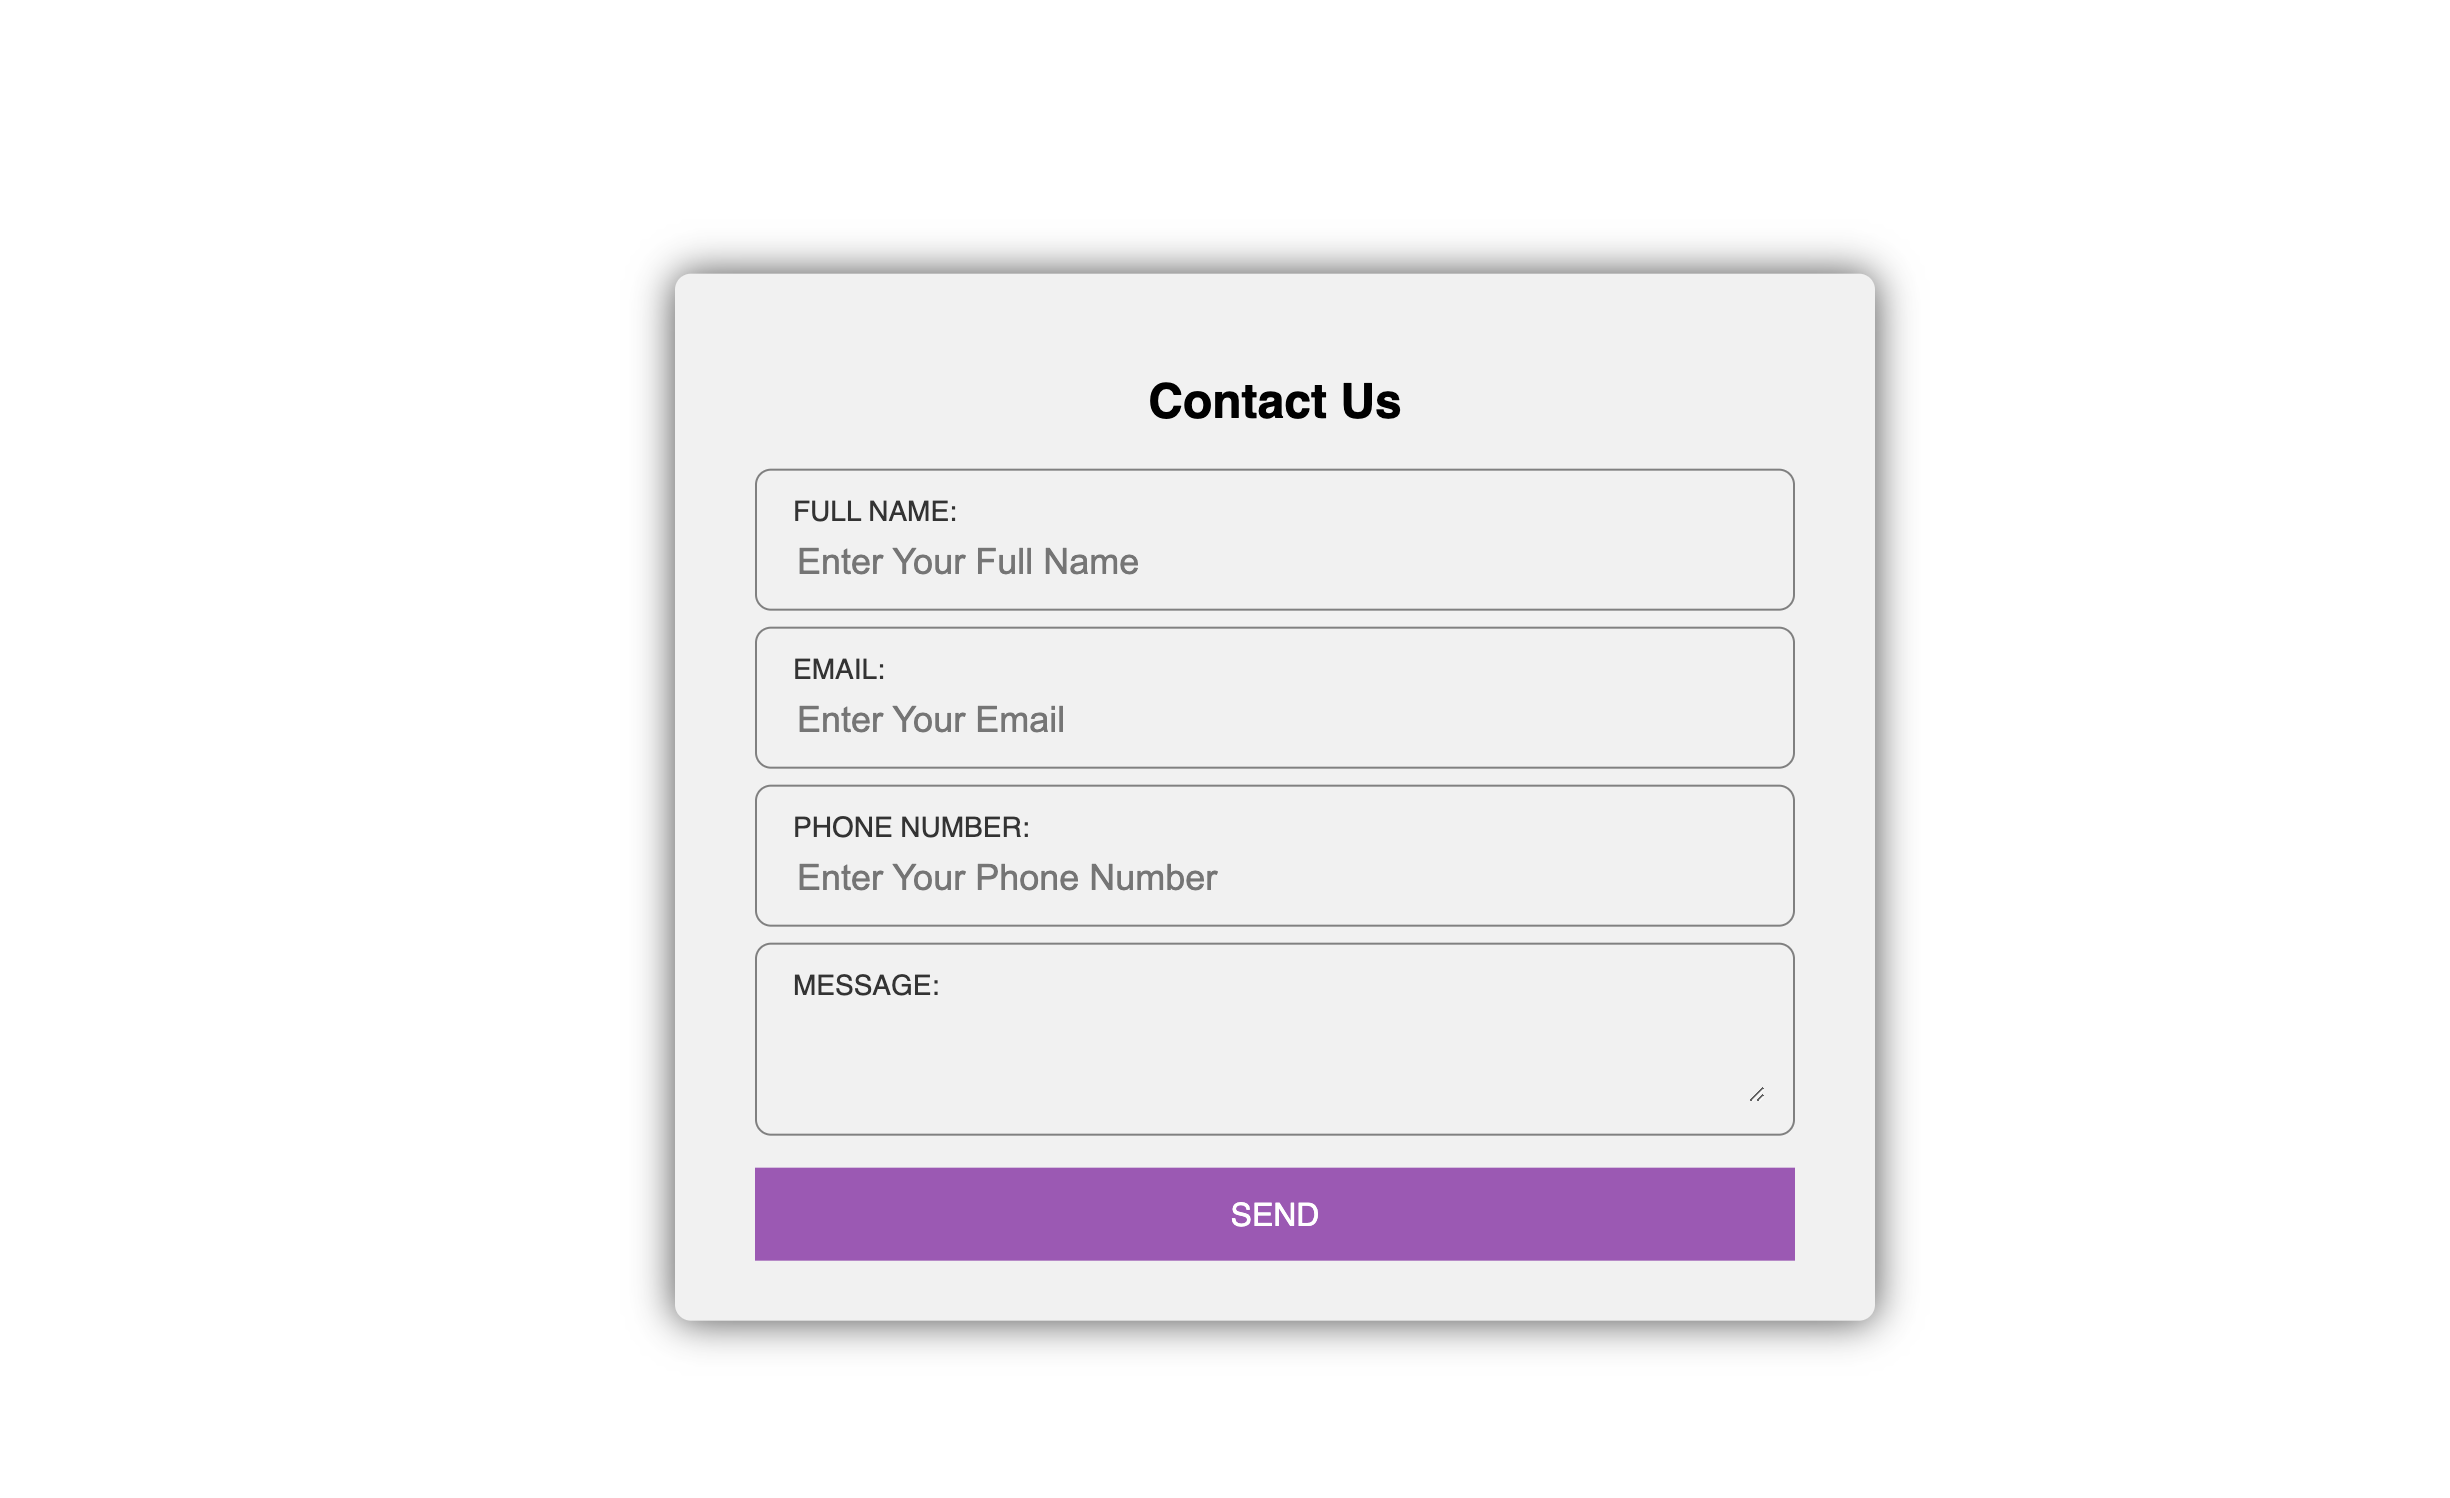 Contact Us
FULL NAME:
Enter Your Full Name
EMAIL:
Enter Your Email
PHONE NUMBER:
Enter Your Phone Number
MESSAGE:
SEND